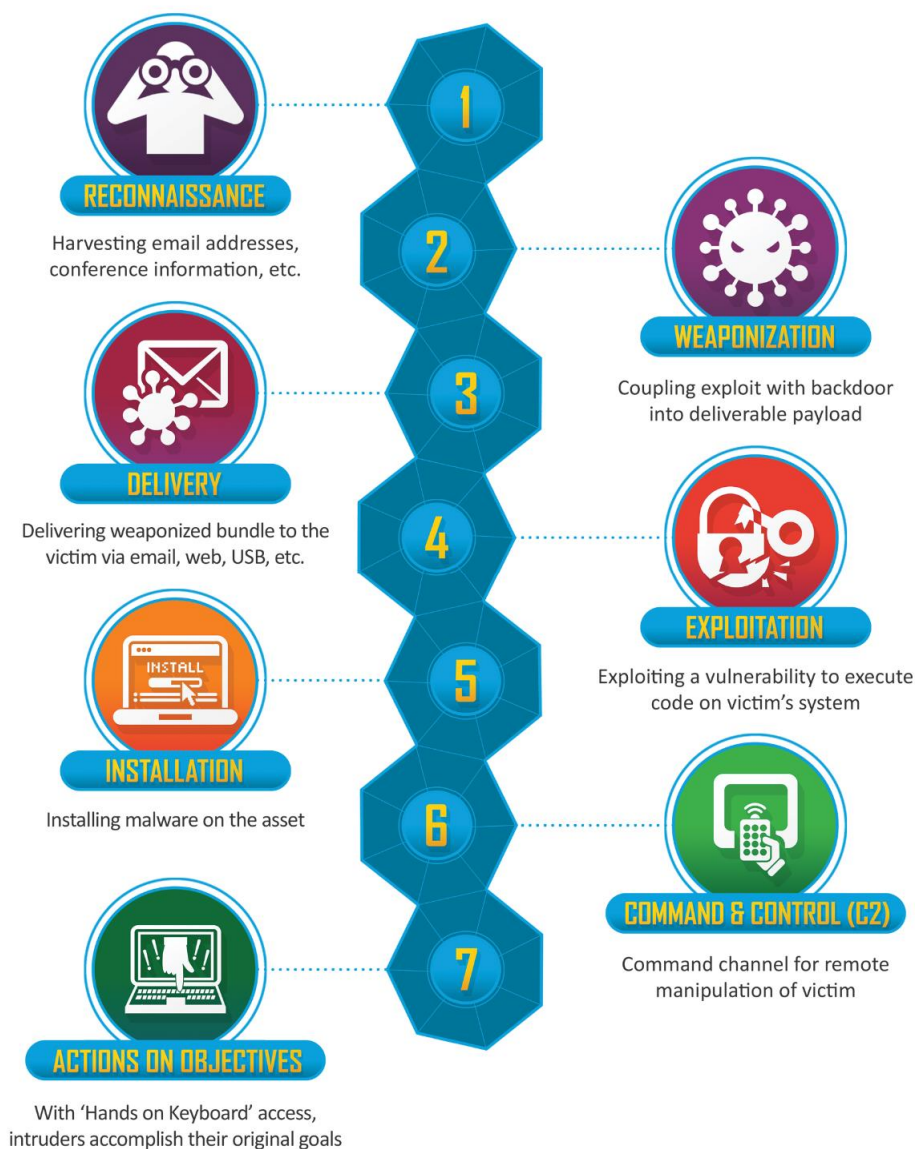 1
RECONNAISSANCE
Harvesting email addresses,
conference information, etc.
2
WEAPONIZATION
Coupling exploit with backdoor
into deliverable payload
3
DELIVERY
Delivering weaponized bundle to the
victim via email, web, USB, etc.
4
EXPLOITATION
Exploiting a vulnerability to execute
code on victim's system
5
INSTALL
INSTALLATION
Installing malware on the asset
6
COMMAND & CONTROL (C2)
Command channel for remote
manipulation of victim
7
ACTIONS ON OBJECTIVES
With ‘Hands on Keyboard’ access,
intruders accomplish their original goals